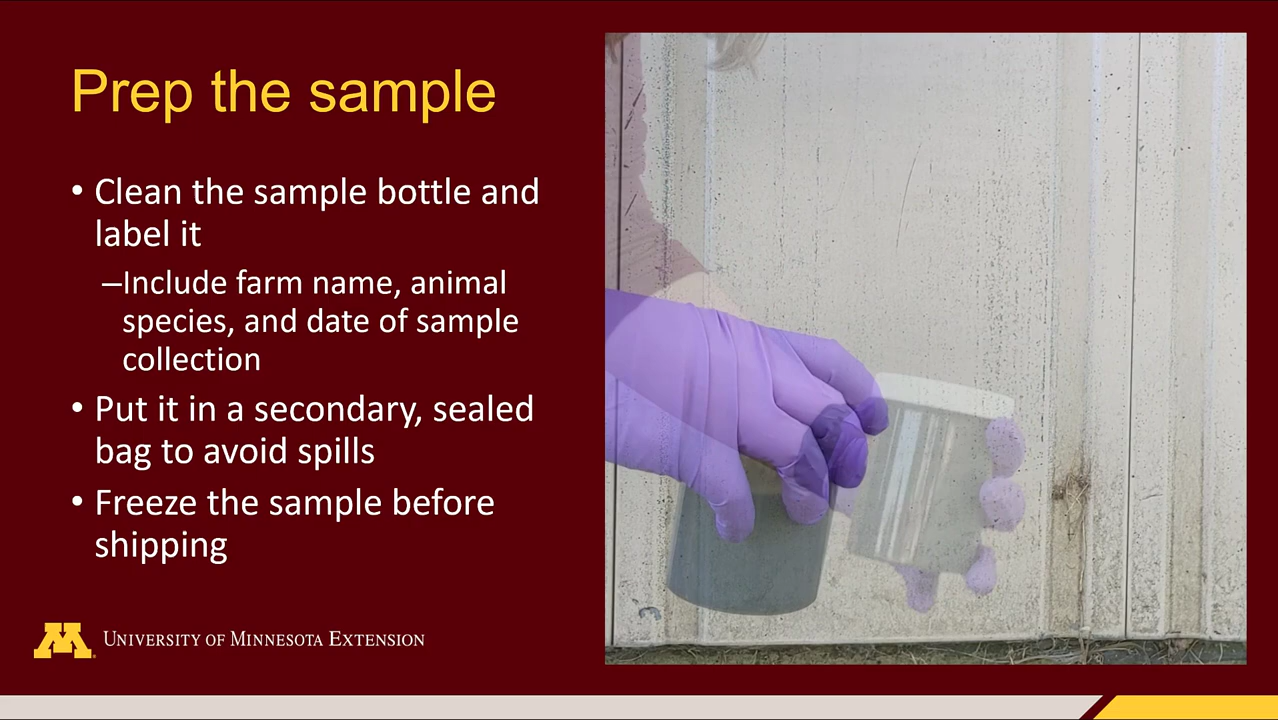 Prep the sample
• Clean the sample bottle and
label it
–Include farm name, animal
species, and date of sample
collection
• Put it in a secondary, sealed
bag to avoid spills
• Freeze the sample before
shipping
M
UNIVERSITY OF MINNESOTA EXTENSION